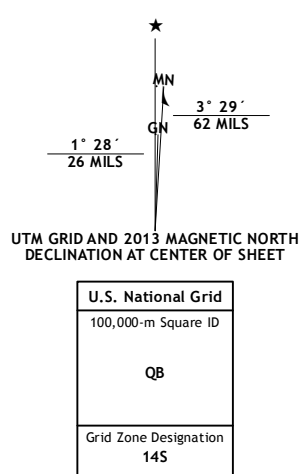 ★
MN
3° 29´
62 MILS
GN
1° 28´
26 MILS
UTM GRID AND 2013 MAGNETIC NORTH
DECLINATION AT CENTER OF SHEET
U.S. National Grid
100,000-m Square ID
QB
Grid Zone Designation
14S